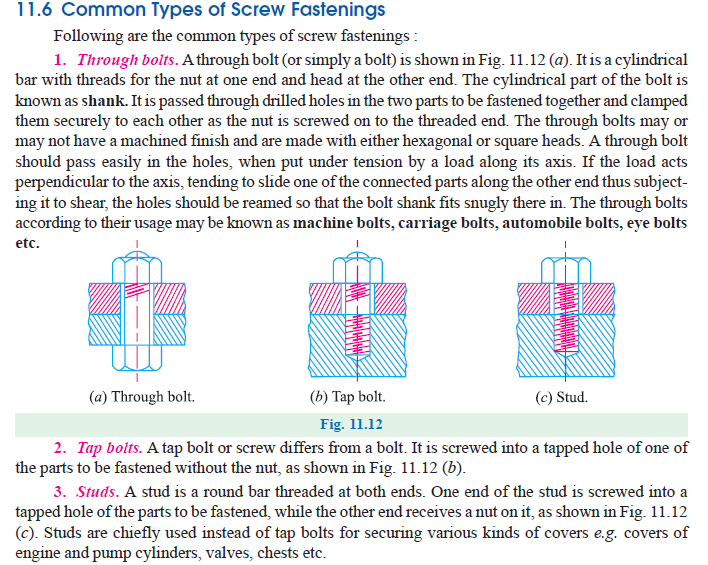 11.6 Common Types of Screw Fastenings
Following are the common types of screw fastenings :
1. Through bolts. A through bolt (or simply a bolt) is shown in Fig. 11.12 (a). It is a cylindrical
bar with threads for the nut at one end and head at the other end. The cylindrical part of the bolt is
known as shank. It is passed through drilled holes in the two parts to be fastened together and clamped
them securely to each other as the nut is screwed on to the threaded end. The through bolts may or
may not have a machined finish and are made with either hexagonal or square heads. A through bolt
should pass easily in the holes, when put under tension by a load along its axis. If the load acts
perpendicular to the axis, tending to slide one of the connected parts along the other end thus subject-
ing it to shear, the holes should be reamed so that the bolt shank fits snugly there in. The through bolts
according to their usage may be known as machine bolts, carriage bolts, automobile bolts, eye bolts
etc.
(a) Through bolt.
(b) Tap bolt.
(c) Stud.
Fig. 11.12
2. Tap bolts. A tap bolt or screw differs from a bolt. It is screwed into a tapped hole of one of
the parts to be fastened without the nut, as shown in Fig. 11.12 (b).
3. Studs. A stud is a round bar threaded at both ends. One end of the stud is screwed into a
tapped hole of the parts to be fastened, while the other end receives a nut on it, as shown in Fig. 11.12
(c). Studs are chiefly used instead of tap bolts for securing various kinds of covers e.g. covers of
engine and pump cylinders, valves, chests etc.